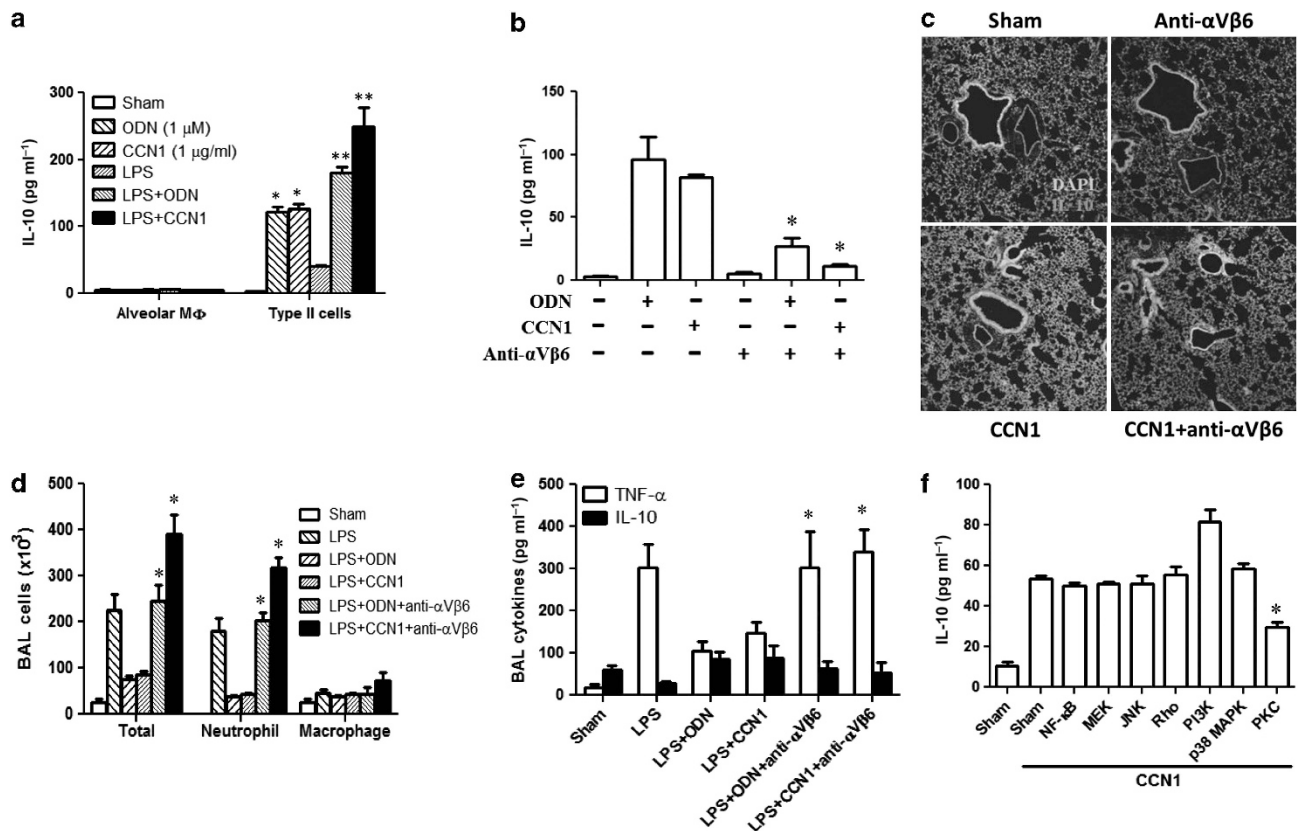 a
300
200
100
0
IL-10 (pg ml⁻¹)
Sham
ODN (1 μM)
CCN1 (1 μg/ml)
LPS
LPS+ODN
LPS+CCN1
* * ** **
Alveolar MΦ Type II cells
b
150
100
50
0
IL-10 (pg ml⁻¹)
* *
ODN − + − − + −
CCN1 − − + − − +
Anti-αVβ6 − − − + + +
c
Sham Anti-αVβ6
DAPI
IL-10
CCN1 CCN1+anti-αVβ6
d
500
400
300
200
100
0
BAL cells (x10³)
* * * *
Sham
LPS
LPS+ODN
LPS+CCN1
LPS+ODN+anti-αVβ6
LPS+CCN1+anti-αVβ6
Total Neutrophil Macrophage
e
500
400
300
200
100
0
BAL cytokines (pg ml⁻¹)
TNF-α
IL-10
* *
Sham
LPS
LPS+ODN
LPS+CCN1
LPS+ODN+anti-αVβ6
LPS+CCN1+anti-αVβ6
f
100
80
60
40
20
0
IL-10 (pg ml⁻¹)
*
Sham
Sham
NF-κB
MEK
JNK
Rho
PI3K
p38 MAPK
PKC
CCN1